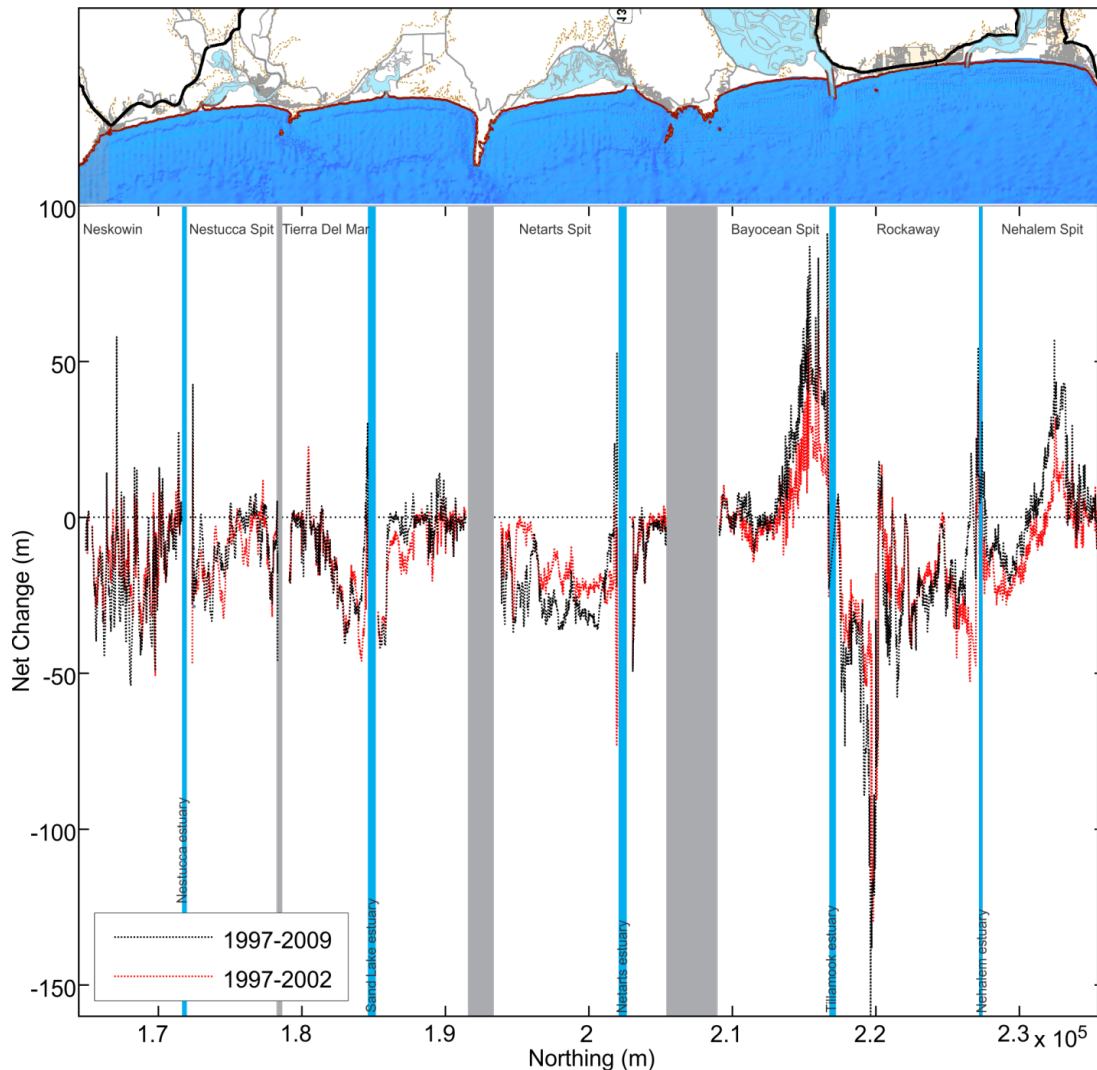 13
100
Neskowin
Nestucca Spit
Tierra Del Mar
Netarts Spit
Bayocean Spit
Rockaway
Nehalem Spit
50
0
-50
-100
-150
Net Change (m)
Nestucca estuary
Sand Lake estuary
Netarts estuary
Tillamook estuary
Nehalem estuary
1997-2009
1997-2002
1.7 1.8 1.9 2 2.1 2.2 2.3 x 10⁵
Northing (m)